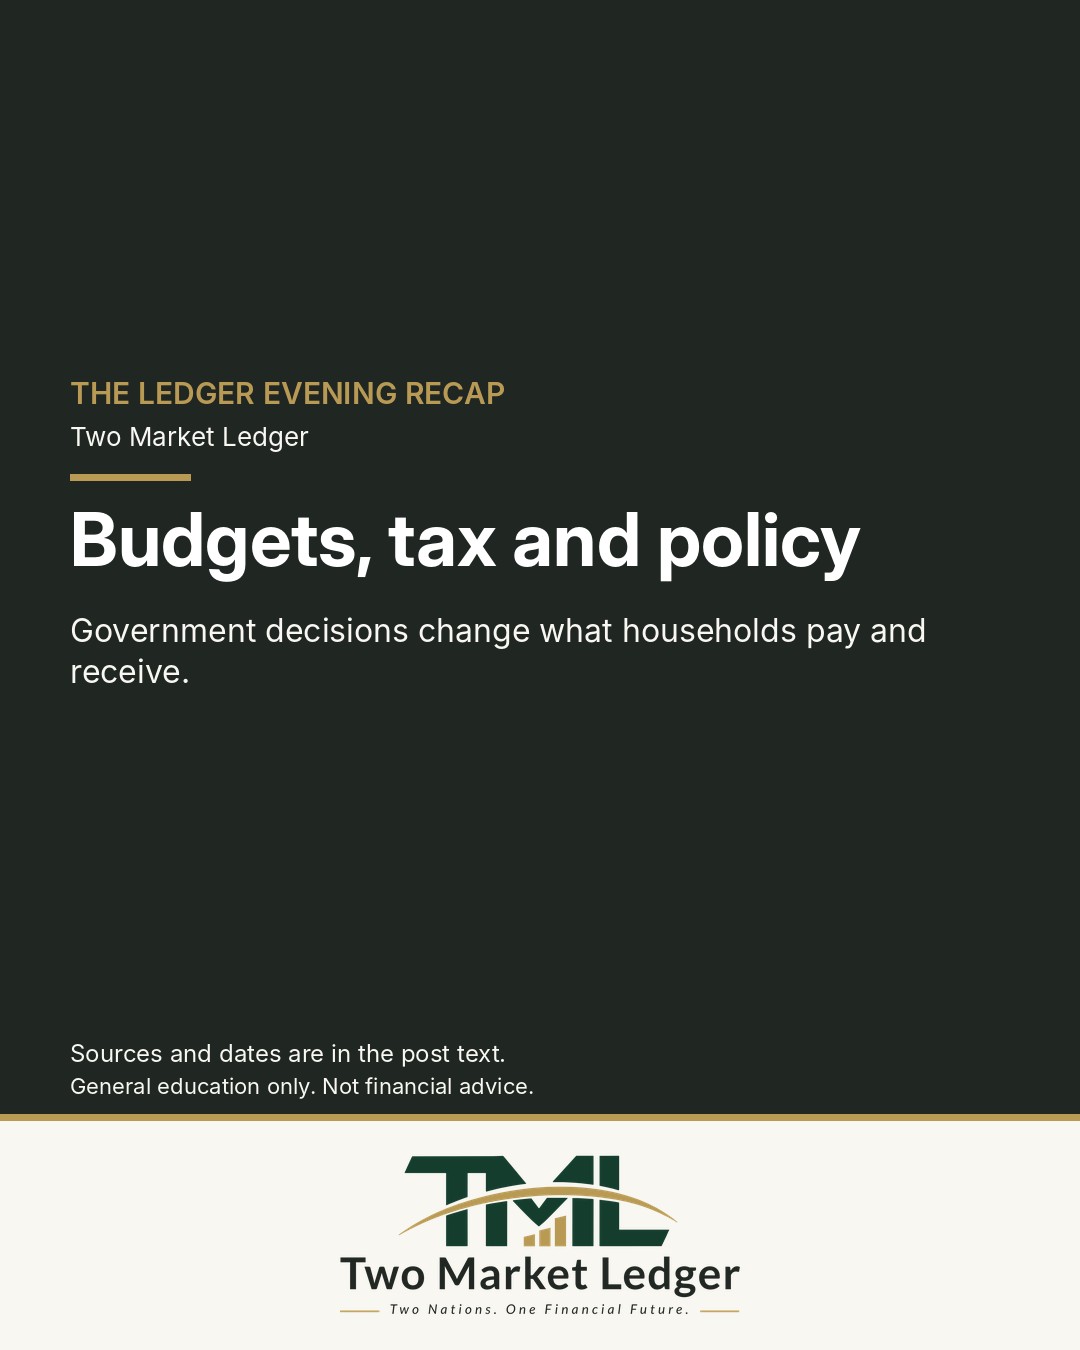 THE LEDGER EVENING RECAP
Two Market Ledger
Budgets, tax and policy
Government decisions change what households pay and
receive.
Sources and dates are in the post text.
General education only. Not financial advice.
TML
Two Market Ledger
Two Nations. One Financial Future.